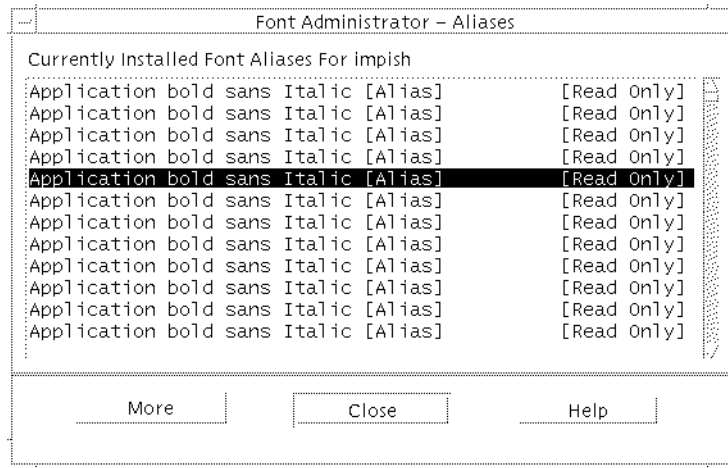 Font Administrator – Aliases
Currently Installed Font Aliases For impish
Application bold sans Italic [Alias] [Read Only]
Application bold sans Italic [Alias] [Read Only]
Application bold sans Italic [Alias] [Read Only]
Application bold sans Italic [Alias] [Read Only]
Application bold sans Italic [Alias] [Read Only]
Application bold sans Italic [Alias] [Read Only]
Application bold sans Italic [Alias] [Read Only]
Application bold sans Italic [Alias] [Read Only]
Application bold sans Italic [Alias] [Read Only]
Application bold sans Italic [Alias] [Read Only]
Application bold sans Italic [Alias] [Read Only]
Application bold sans Italic [Alias] [Read Only]
More Close Help